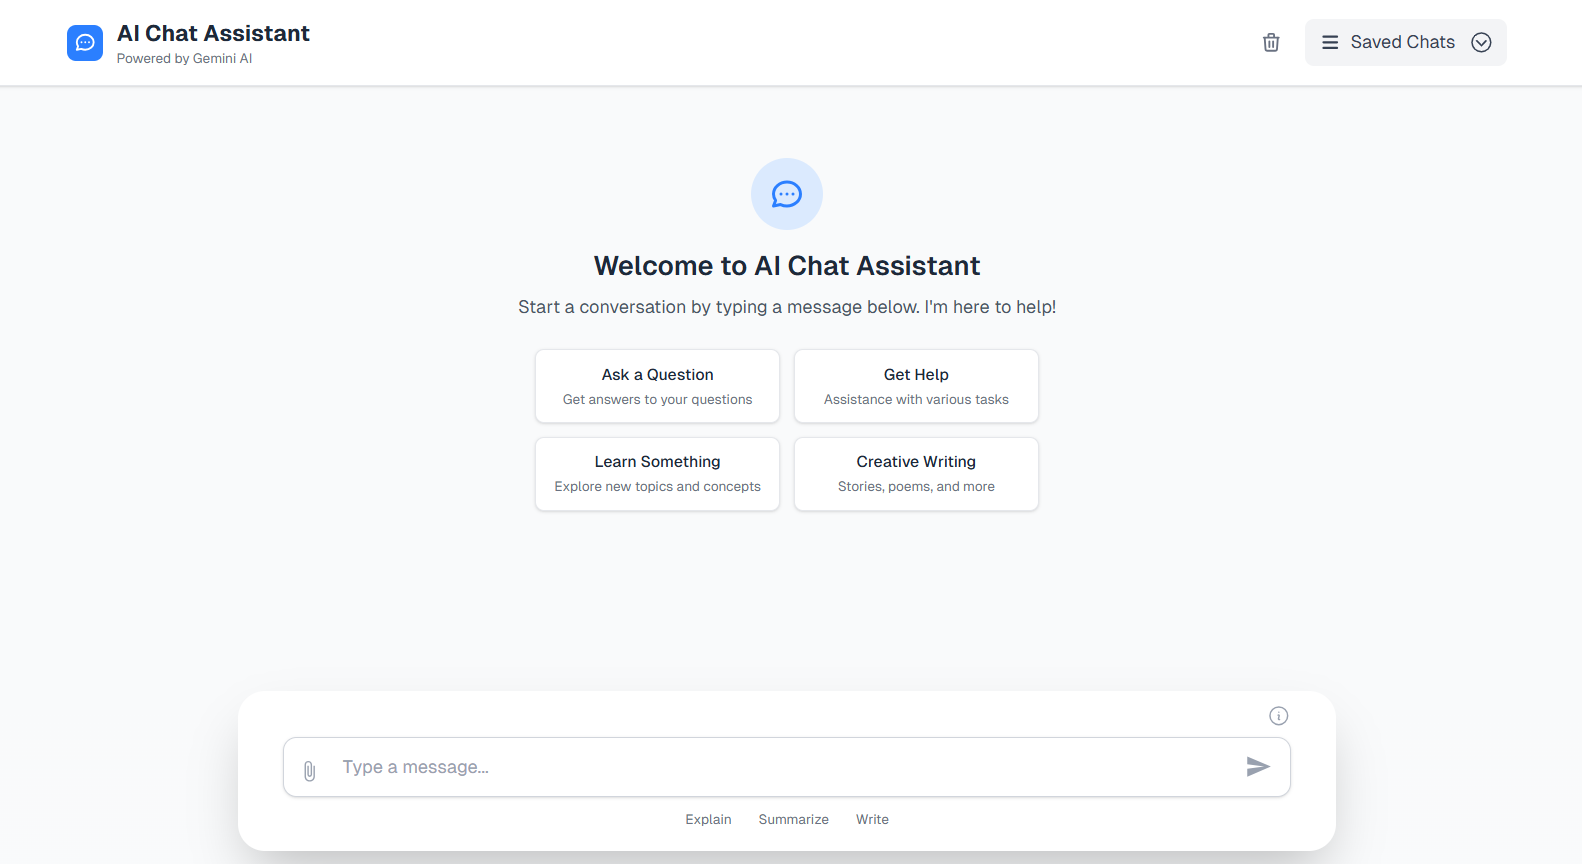 AI Chat Assistant
Powered by Gemini AI
Saved Chats
Welcome to AI Chat Assistant
Start a conversation by typing a message below. I'm here to help!
Ask a Question
Get answers to your questions
Get Help
Assistance with various tasks
Learn Something
Explore new topics and concepts
Creative Writing
Stories, poems, and more
Type a message...
Explain
Summarize
Write